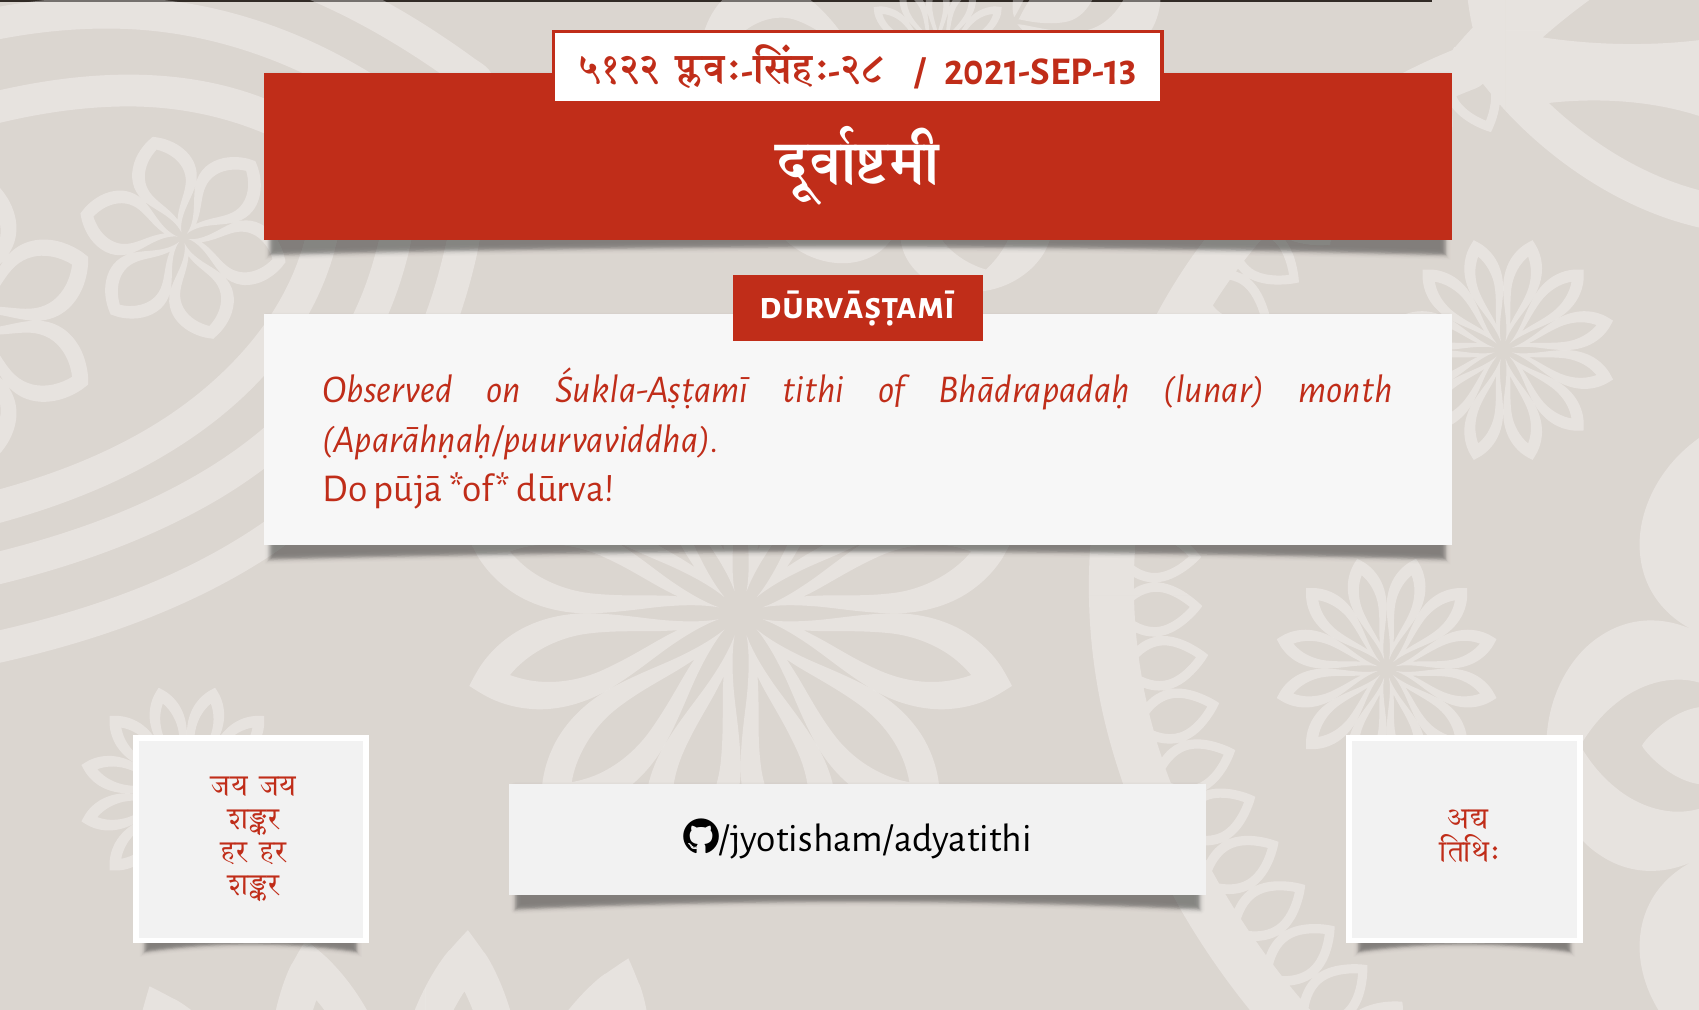 ५१२२ प्लवः-सिंहः-२८ / 2021-SEP-13
दूर्वाष्टमी
DŪRVĀṢṬAMĪ
Observed on Śukla-Aṣṭamī tithi of Bhādrapadaḥ (lunar) month
(Aparāhṇaḥ/puurvaviddha).
Do pūjā *of* dūrva!
जय जय
शङ्कर
हर हर
शङ्कर
/jyotisham/adyatithi
अद्य
तिथिः